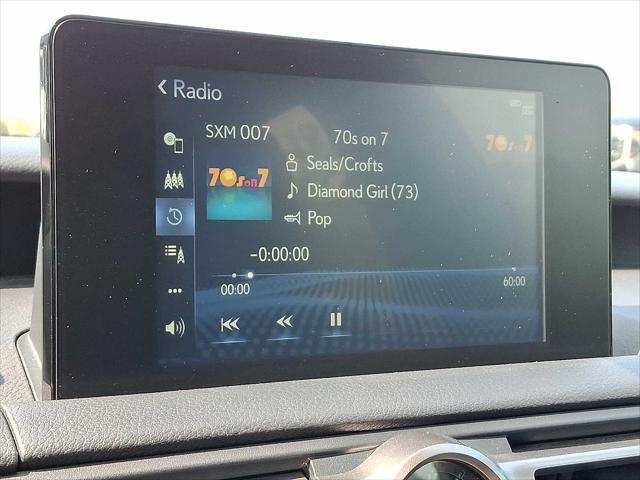 Radio
SXM 007 70s on 7
70s on 7
Seals/Crofts
70s on 7
Diamond Girl (73)
Pop
-0:00:00
00:00 60:00